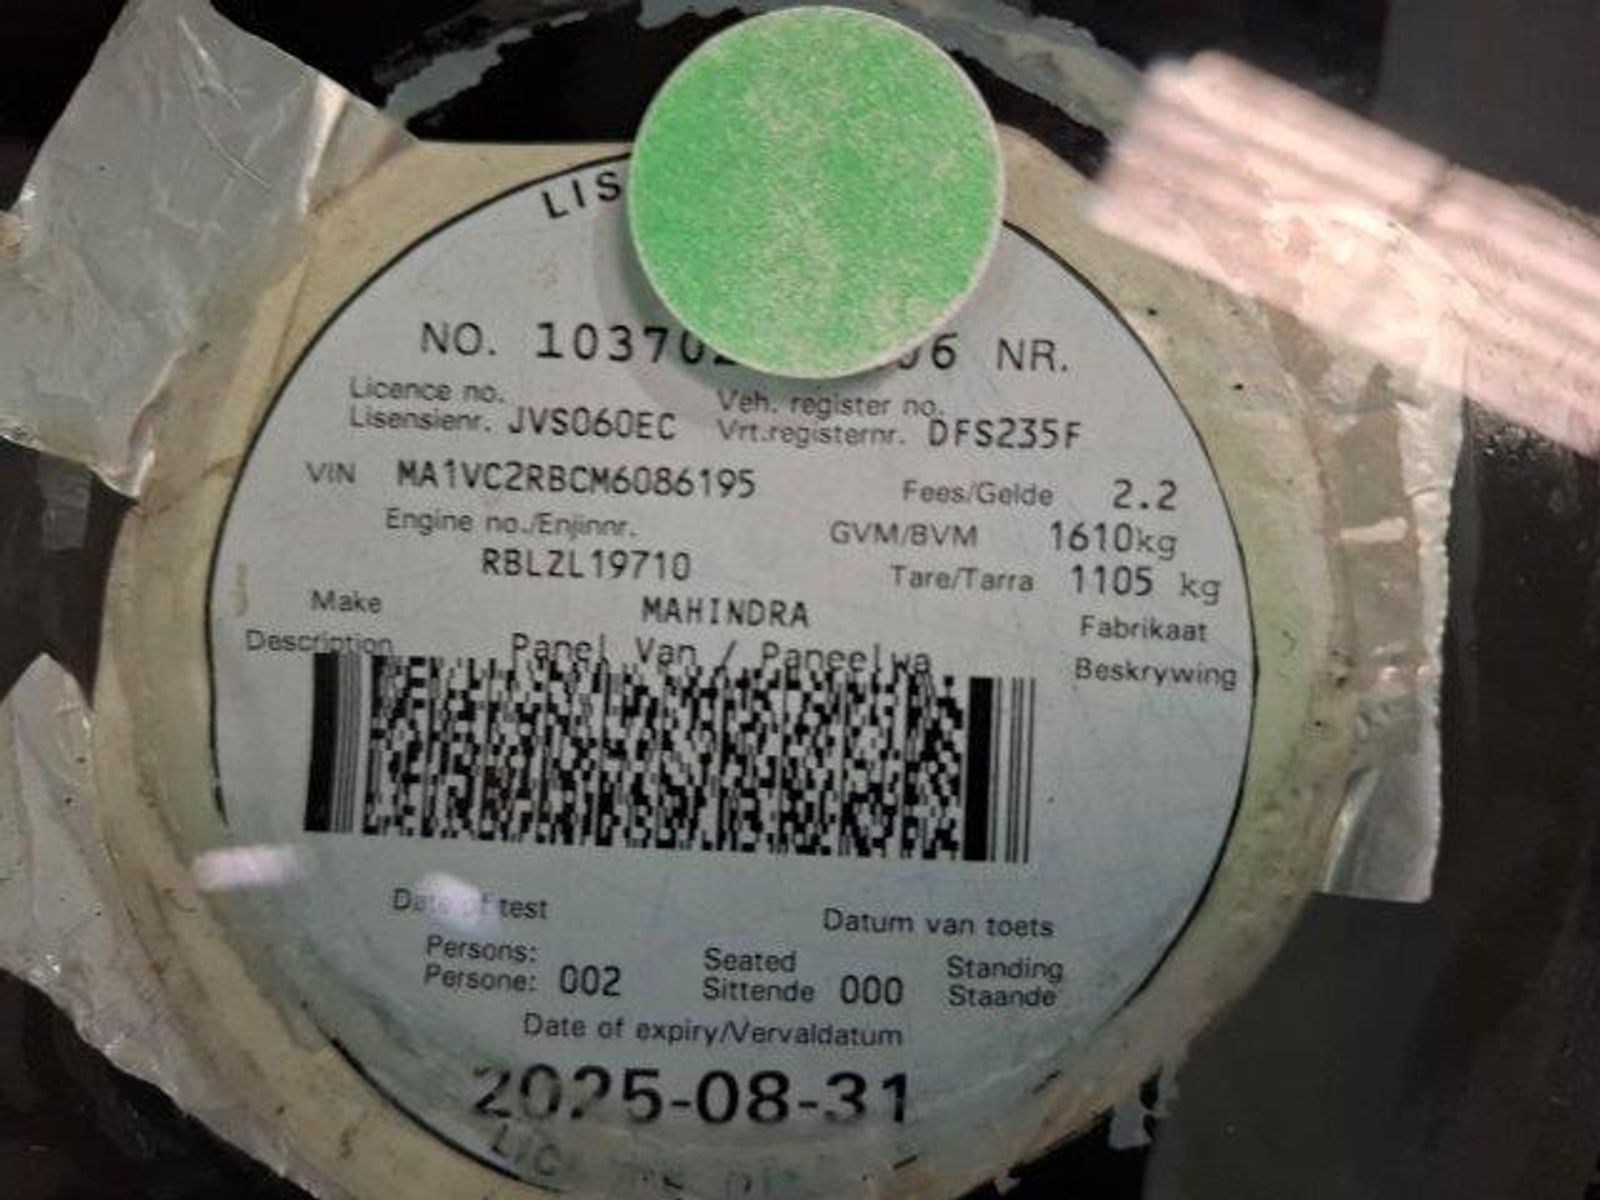 LIS
NO. 103702 06 NR.
Licence no. Veh. register no.
Lisensienr. JVS060EC Vrt.registernr. DFS235F
VIN MA1VC2RBCM6086195 Fees/Gelde 2.2
Engine no./Enjinnr. GVM/BVM 1610kg
RBLZL19710 Tare/Tarra 1105 kg
Make MAHINDRA Fabrikaat
Description Panel Van / Paneelwa Beskrywing
Date of test Datum van toets
Persons: Seated Standing
Persone: 002 Sittende 000 Staande
Date of expiry/Vervaldatum
2025-08-31